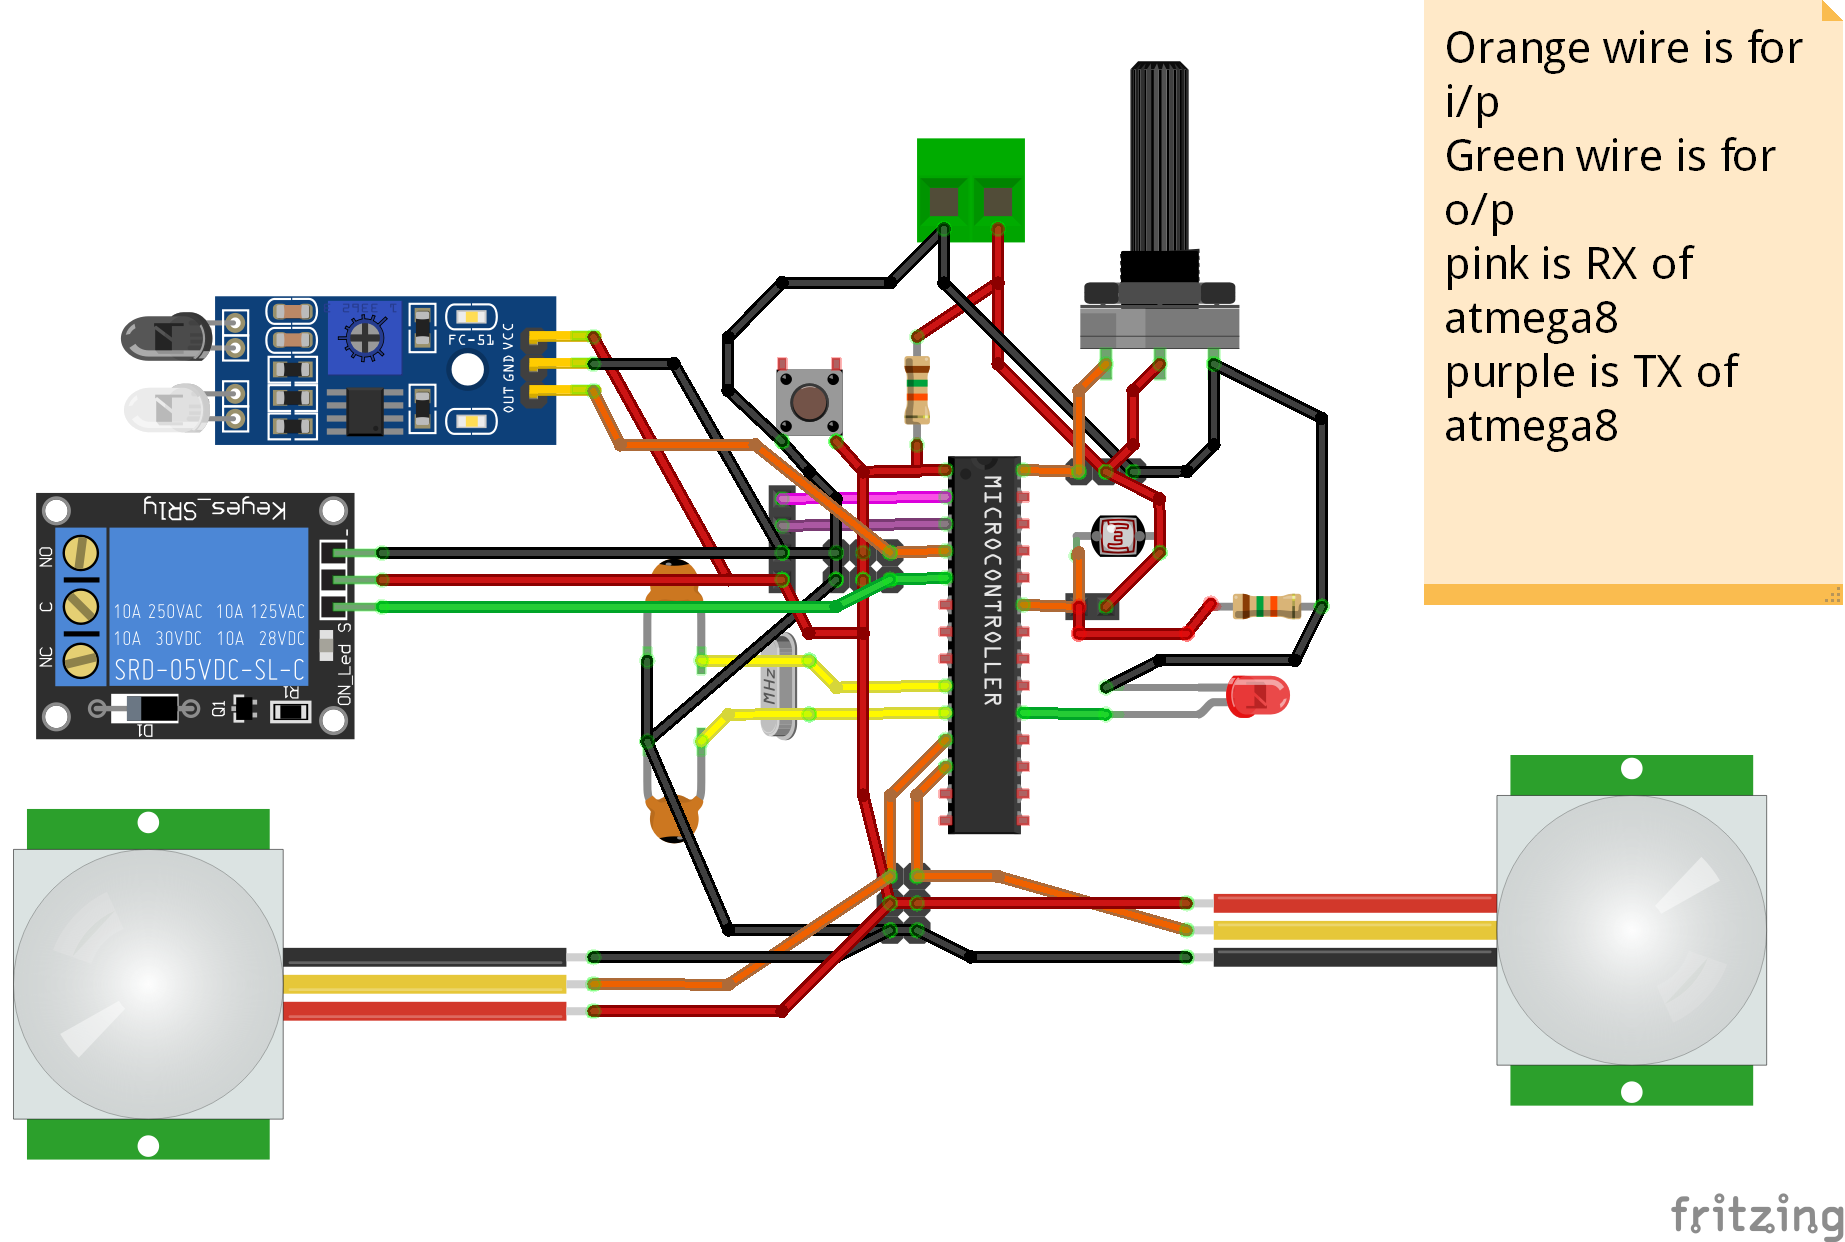 Orange wire is for
i/p
Green wire is for
o/p
pink is RX of
atmega8
purple is TX of
atmega8
3396
FC-51
OUT GND VCC
Keyes_SR1y
-
NO
C
NC
10A 250VAC 10A 125VAC
10A 30VDC 10A 28VDC
SRD-05VDC-SL-C
S
ON_Led
D1
Q1
R1
MICROCONTROLLER
MHz
fritzing